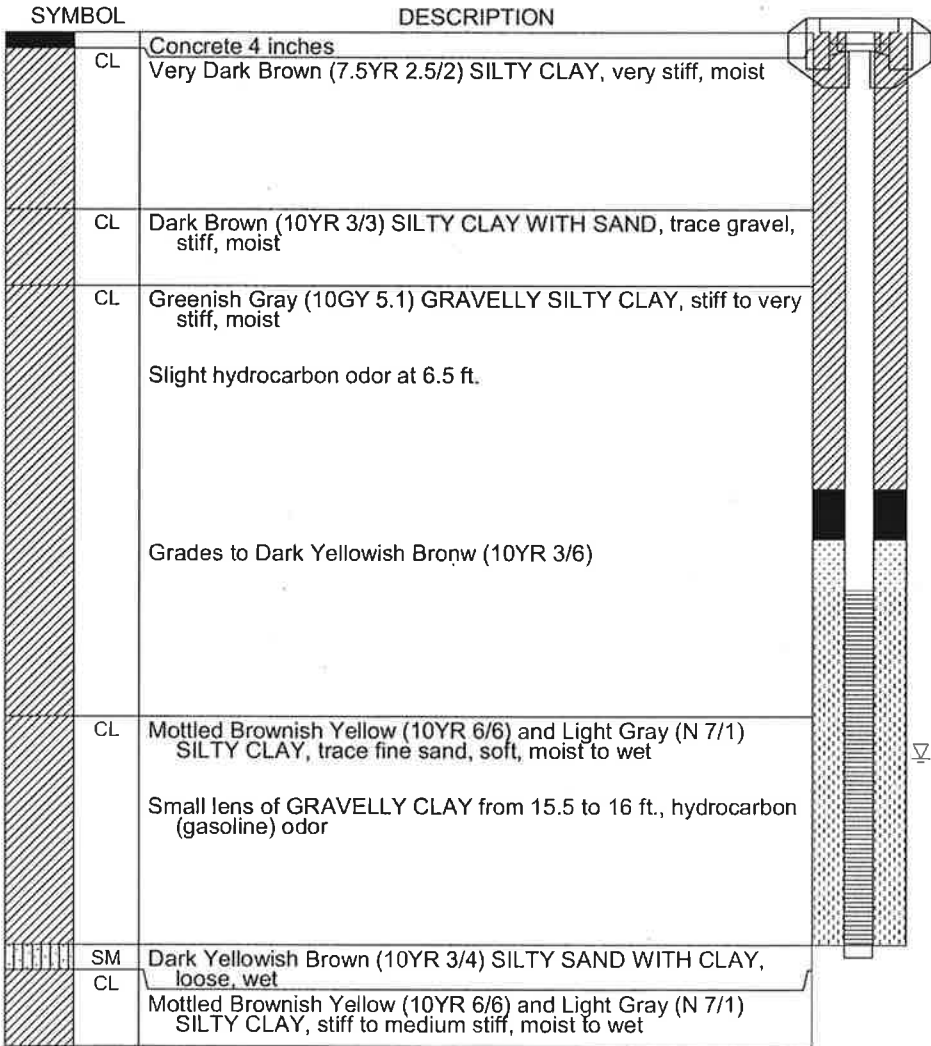 SYMBOL DESCRIPTION
Concrete 4 inches
CL Very Dark Brown (7.5YR 2.5/2) SILTY CLAY, very stiff, moist
CL Dark Brown (10YR 3/3) SILTY CLAY WITH SAND, trace gravel,
stiff, moist
CL Greenish Gray (10GY 5.1) GRAVELLY SILTY CLAY, stiff to very
stiff, moist
Slight hydrocarbon odor at 6.5 ft.
Grades to Dark Yellowish Bronw (10YR 3/6)
CL Mottled Brownish Yellow (10YR 6/6) and Light Gray (N 7/1)
SILTY CLAY, trace fine sand, soft, moist to wet
Small lens of GRAVELLY CLAY from 15.5 to 16 ft., hydrocarbon
(gasoline) odor
SM Dark Yellowish Brown (10YR 3/4) SILTY SAND WITH CLAY,
loose, wet
CL Mottled Brownish Yellow (10YR 6/6) and Light Gray (N 7/1)
SILTY CLAY, stiff to medium stiff, moist to wet